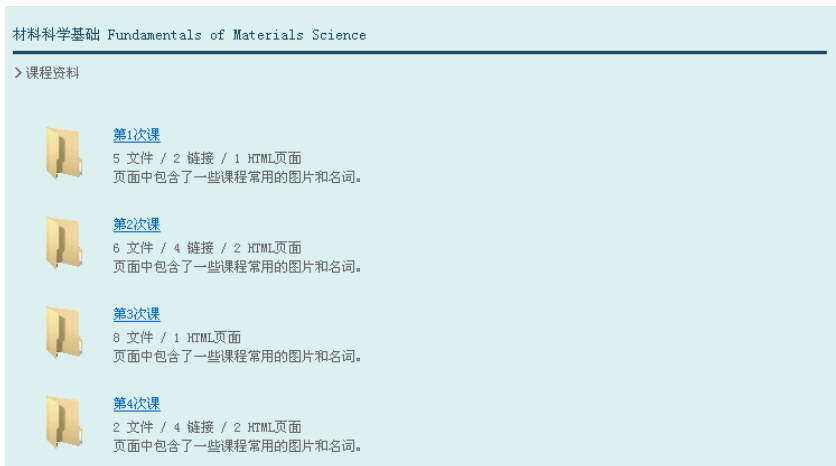 材料科学基础 Fundamentals of Materials Science
>课程资料
第1次课
5 文件 / 2 链接 / 1 HTML页面
页面中包含了一些课程常用的图片和名词。
第2次课
6 文件 / 4 链接 / 2 HTML页面
页面中包含了一些课程常用的图片和名词。
第3次课
8 文件 / 1 HTML页面
页面中包含了一些课程常用的图片和名词。
第4次课
2 文件 / 4 链接 / 2 HTML页面
页面中包含了一些课程常用的图片和名词。